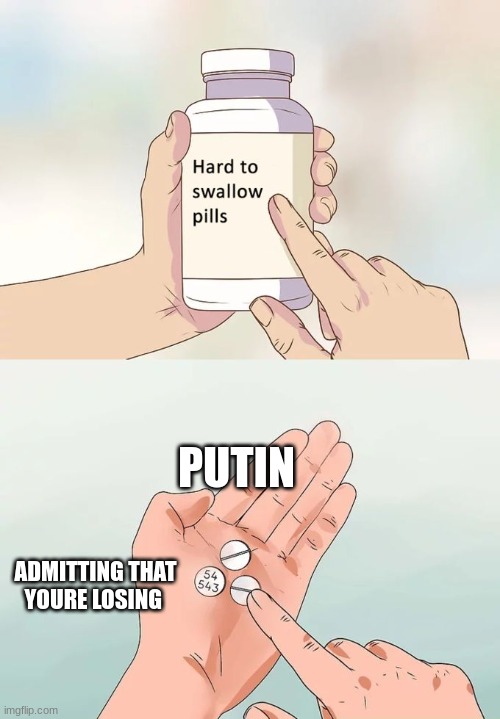 Hard to
swallow
pills
PUTIN
ADMITTING THAT
YOURE LOSING
54
543
imgflip.com